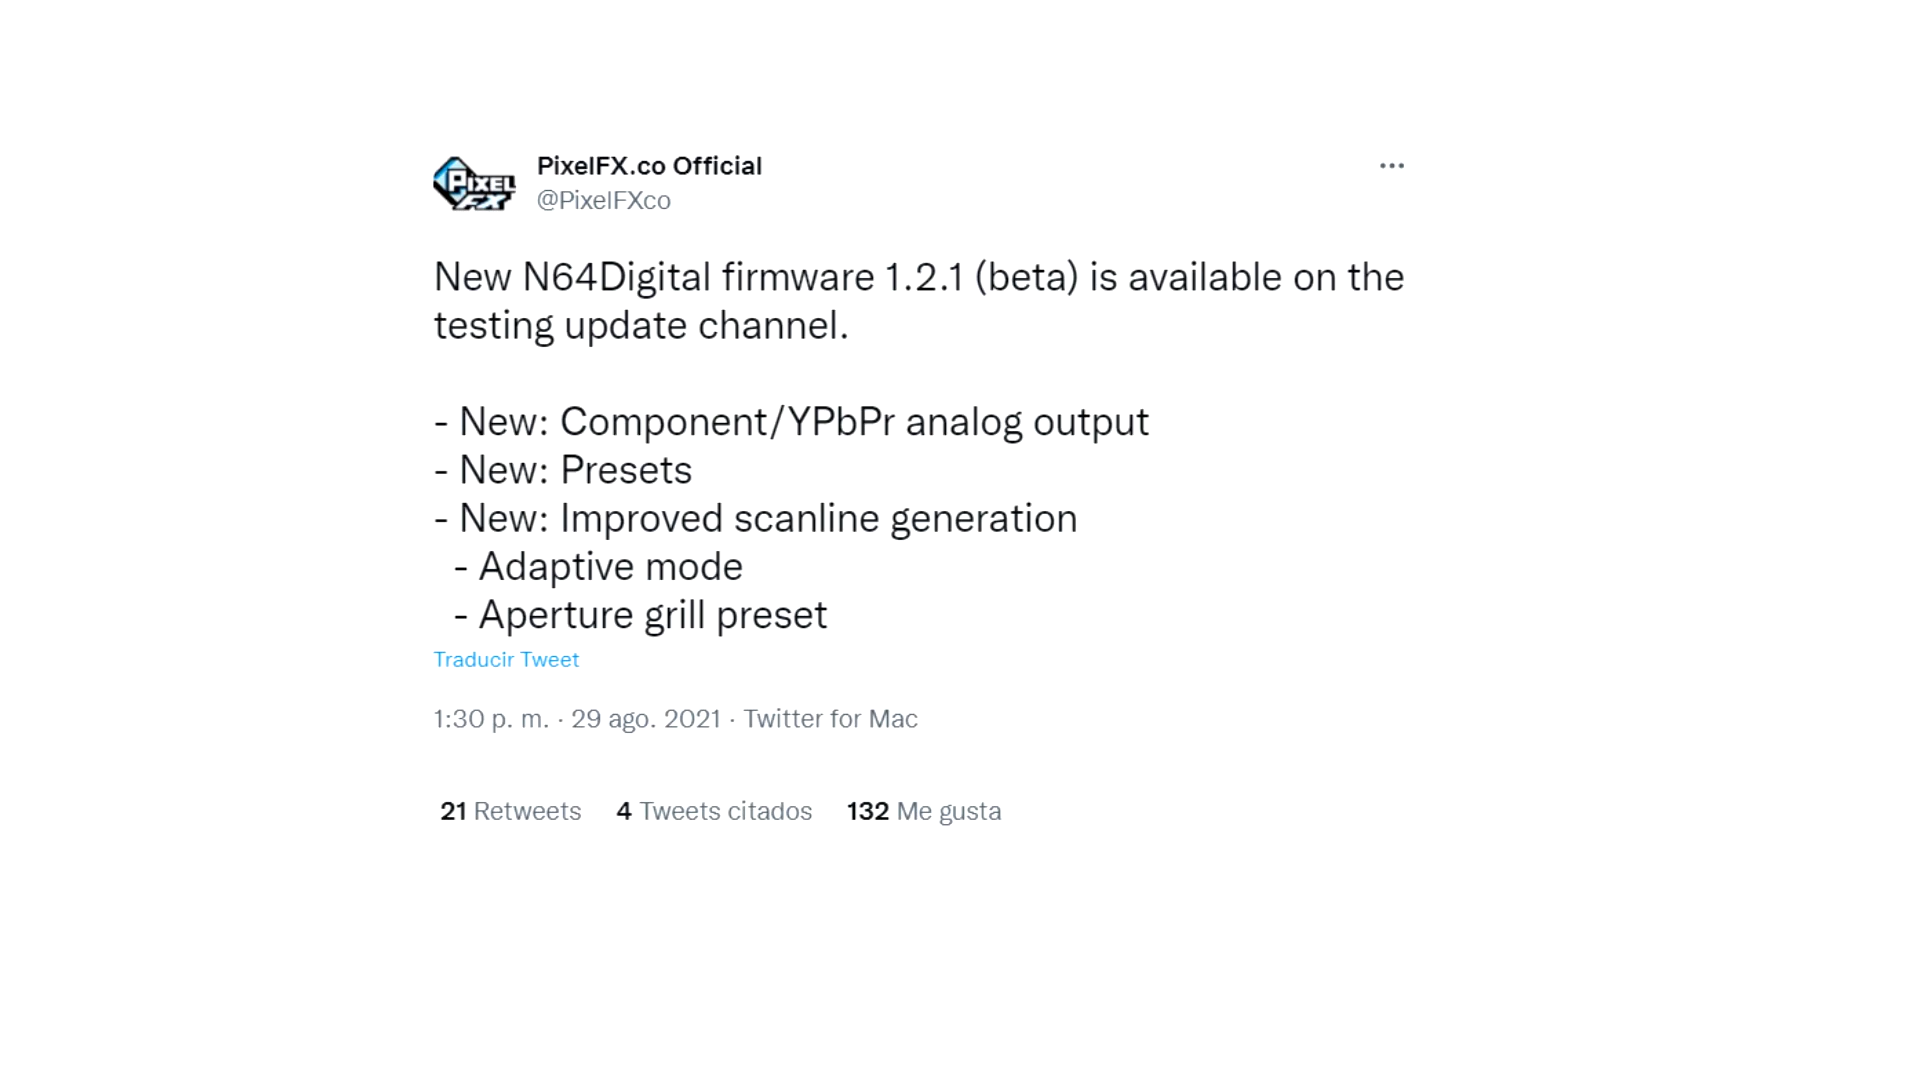 PIXEL
FX
PixelFX.co Official
@PixelFXco
New N64Digital firmware 1.2.1 (beta) is available on the
testing update channel.
- New: Component/YPbPr analog output
- New: Presets
- New: Improved scanline generation
- Adaptive mode
- Aperture grill preset
Traducir Tweet
1:30 p. m. · 29 ago. 2021 · Twitter for Mac
21 Retweets 4 Tweets citados 132 Me gusta